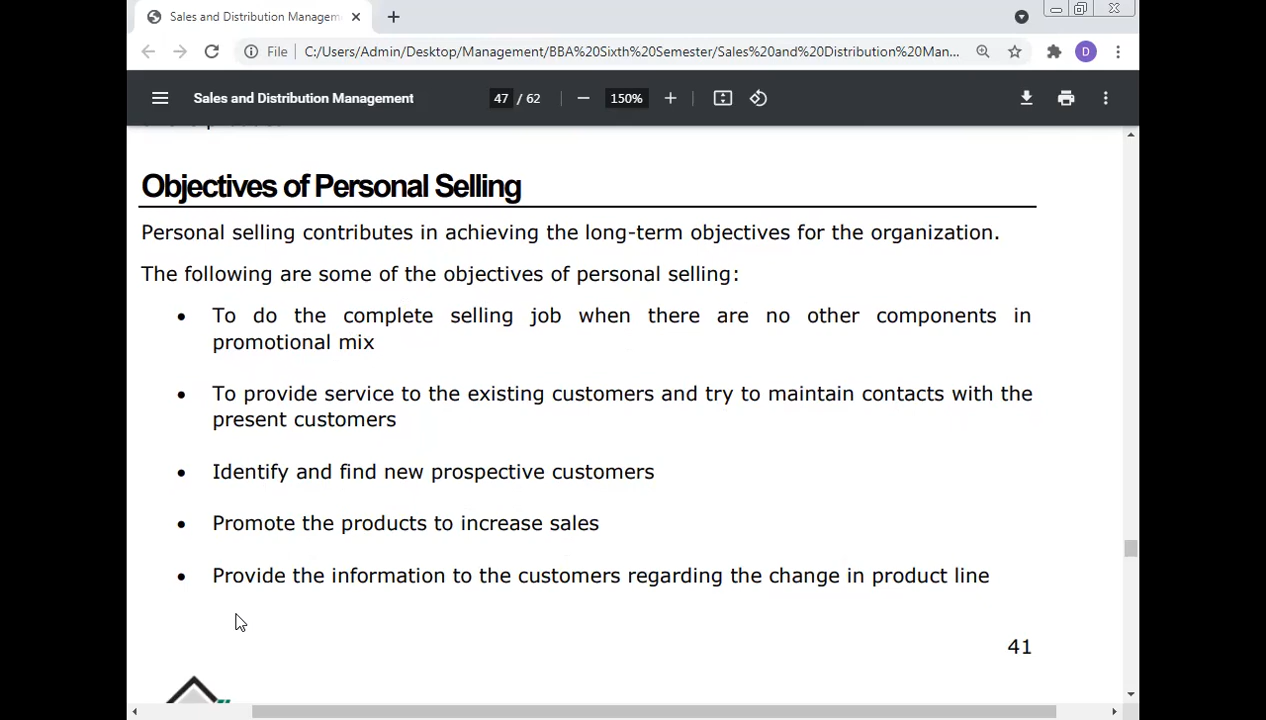 Sales and Distribution Managem
File C:/Users/Admin/Desktop/Management/BBA%20Sixth%20Semester/Sales%20and%20Distribution%20Man... D
Sales and Distribution Management 47 / 62 150%
Objectives of Personal Selling
Personal selling contributes in achieving the long-term objectives for the organization.
The following are some of the objectives of personal selling:
• To do the complete selling job when there are no other components in
promotional mix
• To provide service to the existing customers and try to maintain contacts with the
present customers
• Identify and find new prospective customers
• Promote the products to increase sales
• Provide the information to the customers regarding the change in product line
41